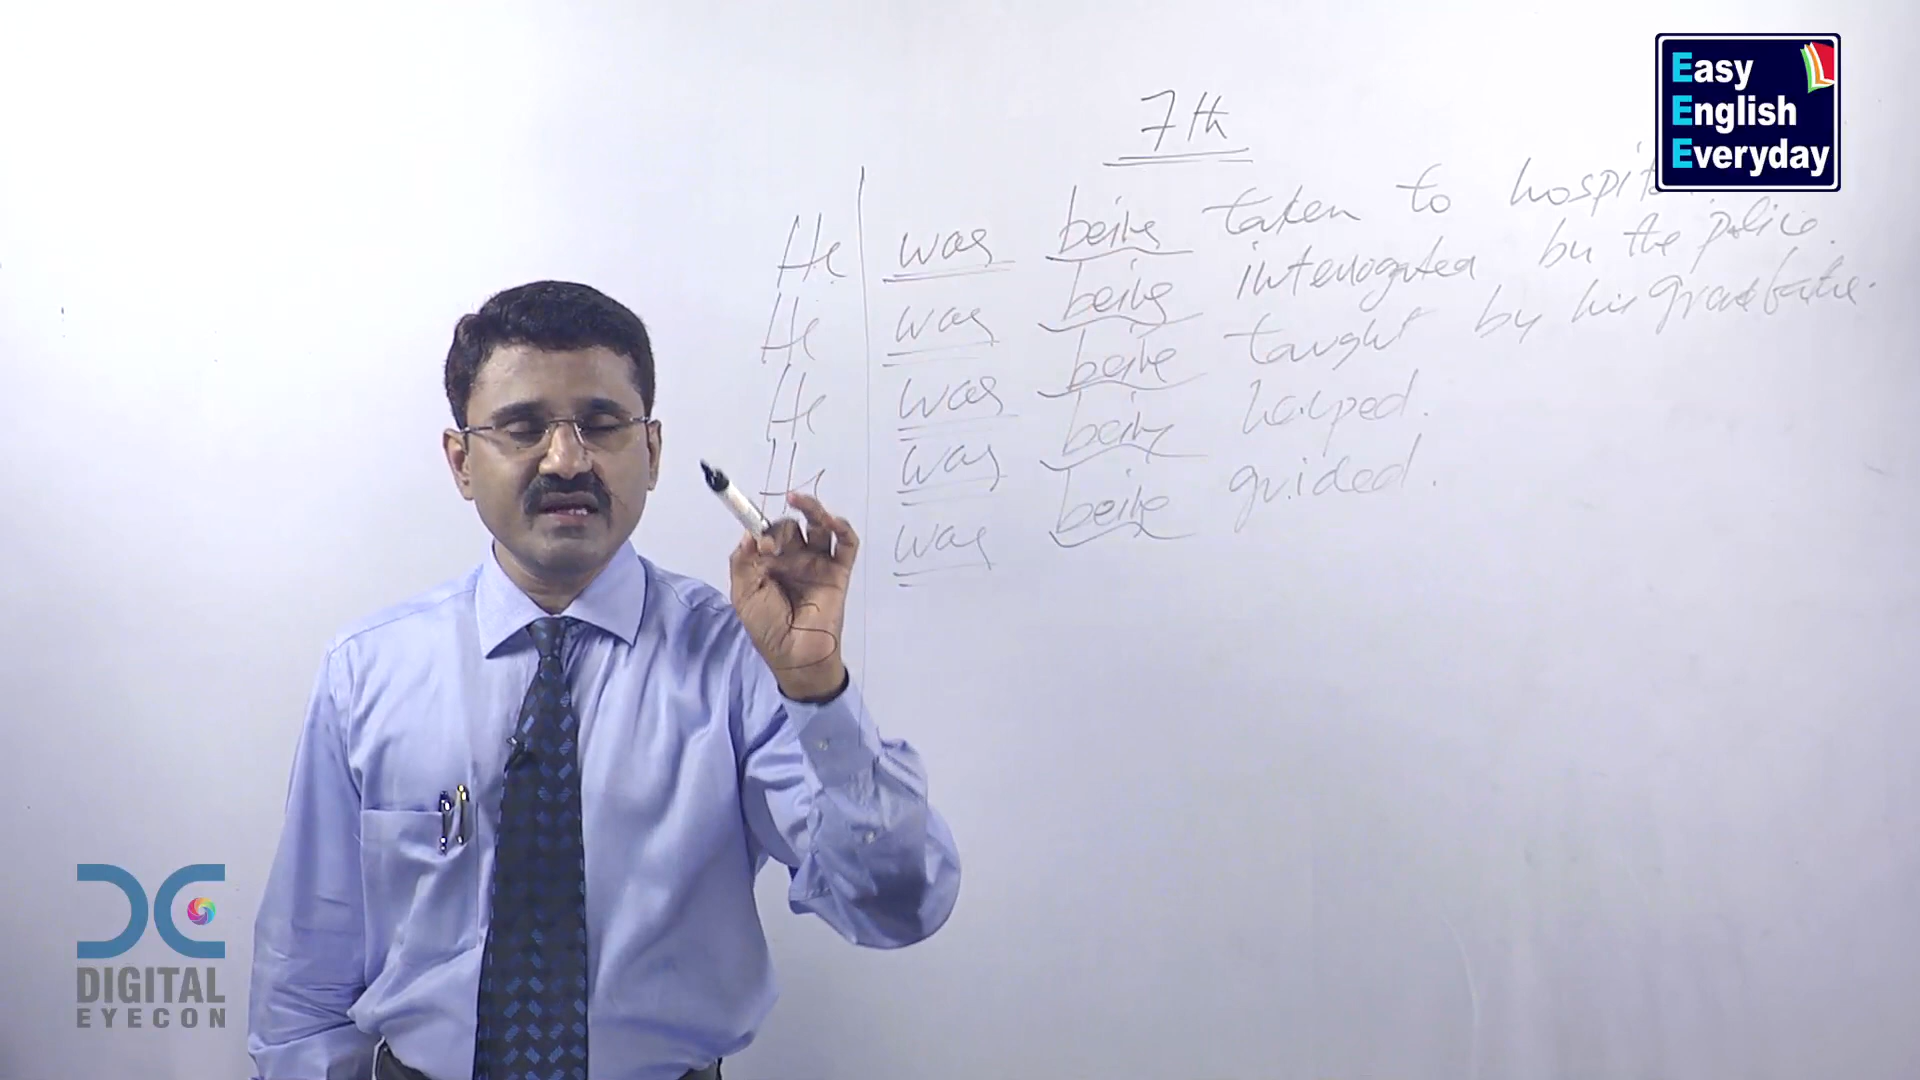 Easy
English
Everyday
7th
He was being taken to
He was being interrogated by the police.
He was being taught by his grandfather.
He was being helped.
was being guided.
DIGITAL
EYECON